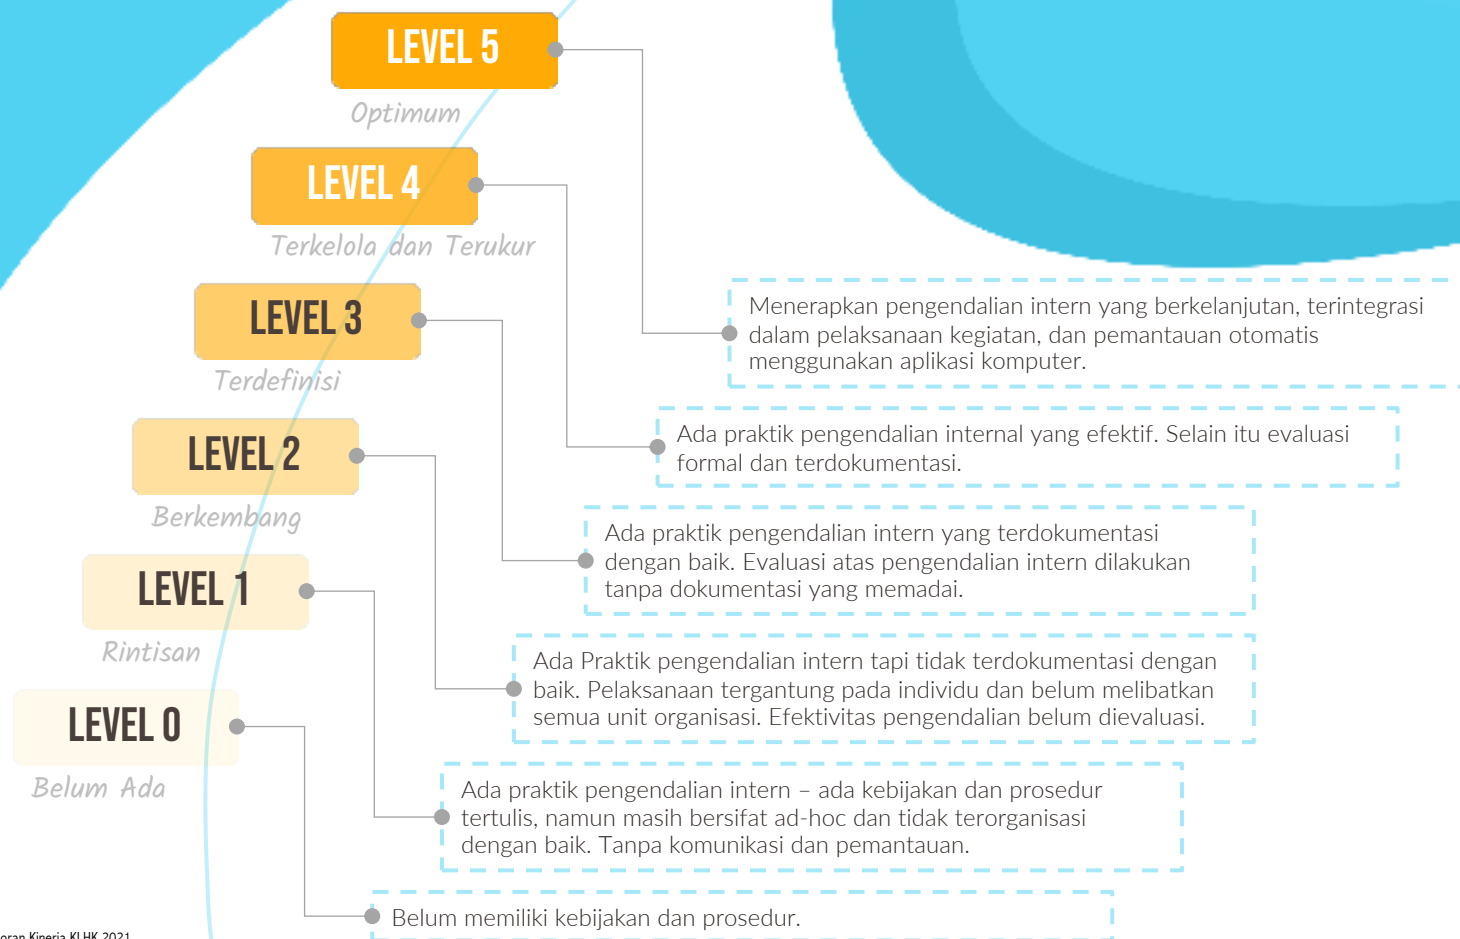 LEVEL 5
Optimum
LEVEL 4
Terkelola dan Terukur
LEVEL 3
Terdefinisi
LEVEL 2
Berkembang
LEVEL 1
Rintisan
LEVEL 0
Belum Ada
Menerapkan pengendalian intern yang berkelanjutan, terintegrasi
dalam pelaksanaan kegiatan, dan pemantauan otomatis
menggunakan aplikasi komputer.
Ada praktik pengendalian internal yang efektif. Selain itu evaluasi
formal dan terdokumentasi.
Ada praktik pengendalian intern yang terdokumentasi
dengan baik. Evaluasi atas pengendalian intern dilakukan
tanpa dokumentasi yang memadai.
Ada Praktik pengendalian intern tapi tidak terdokumentasi dengan
baik. Pelaksanaan tergantung pada individu dan belum melibatkan
semua unit organisasi. Efektivitas pengendalian belum dievaluasi.
Ada praktik pengendalian intern – ada kebijakan dan prosedur
tertulis, namun masih bersifat ad-hoc dan tidak terorganisasi
dengan baik. Tanpa komunikasi dan pemantauan.
Belum memiliki kebijakan dan prosedur.
Kinerja KLHK 2021